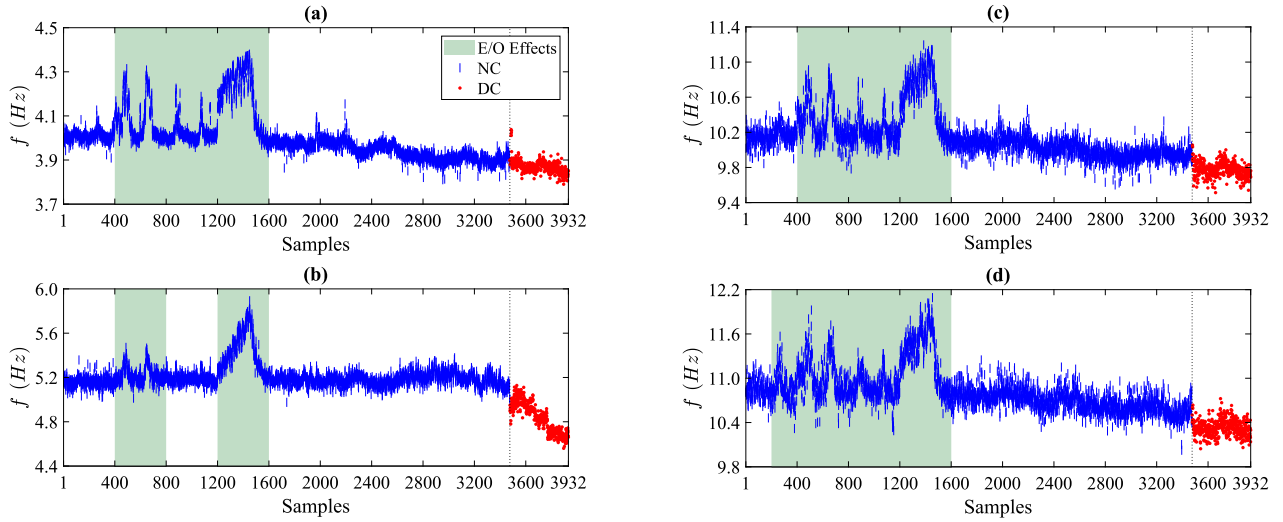 (a)
4.5
4.3
4.1
3.9
3.7
f (Hz)
E/O Effects
NC
DC
1 400 800 1200 1600 2000 2400 2800 3200 3600 3932
Samples
(b)
6.0
5.6
5.2
4.8
4.4
f (Hz)
1 400 800 1200 1600 2000 2400 2800 3200 3600 3932
Samples
(c)
11.4
11.0
10.6
10.2
9.8
9.4
f (Hz)
1 400 800 1200 1600 2000 2400 2800 3200 3600 3932
Samples
(d)
12.2
11.6
11.0
10.4
9.8
f (Hz)
1 400 800 1200 1600 2000 2400 2800 3200 3600 3932
Samples